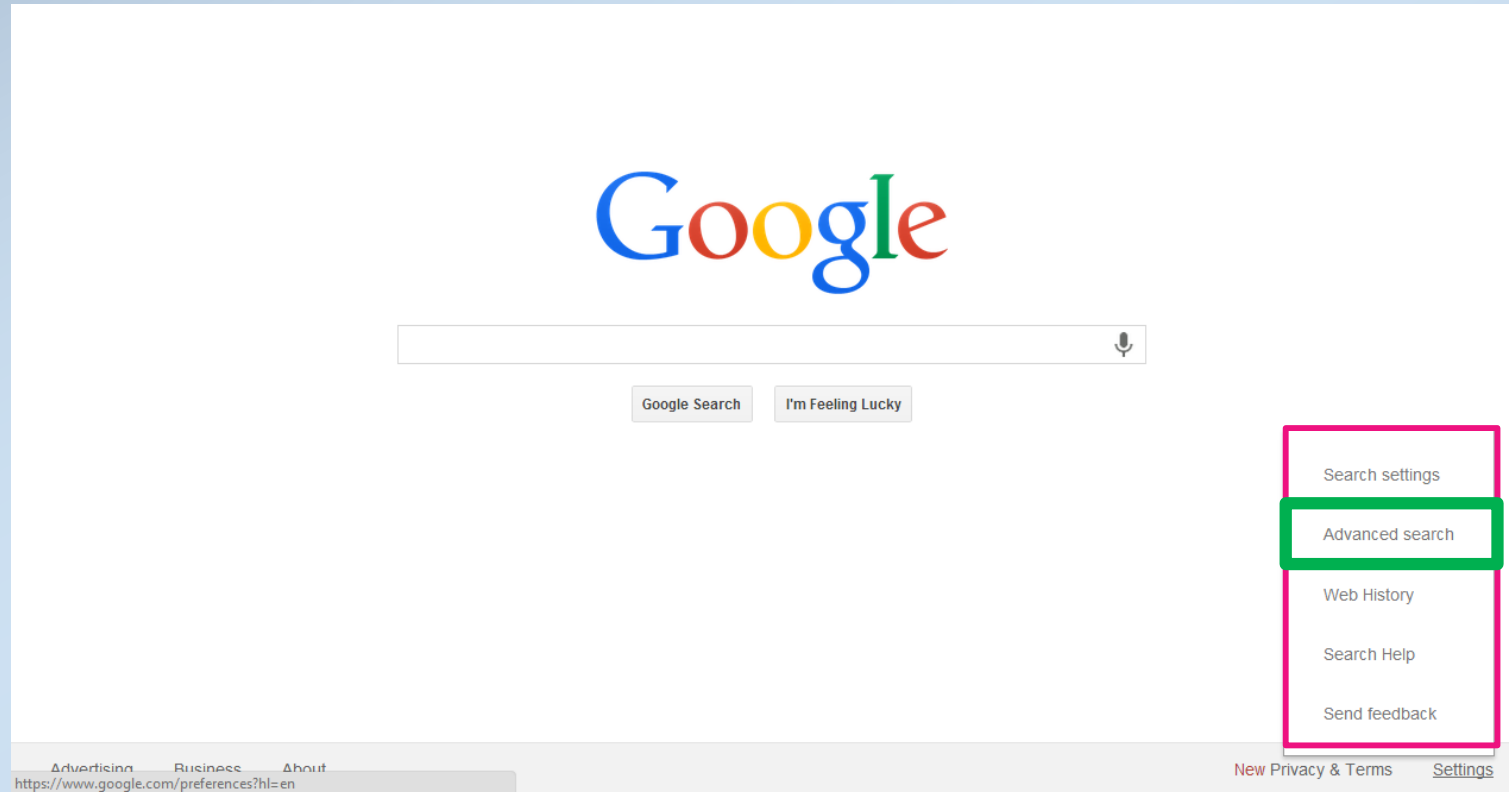 Google
Google Search I'm Feeling Lucky
Search settings
Advanced search
Web History
Search Help
Send feedback
Advertising Business About New Privacy & Terms Settings
https://www.google.com/preferences?hl=en